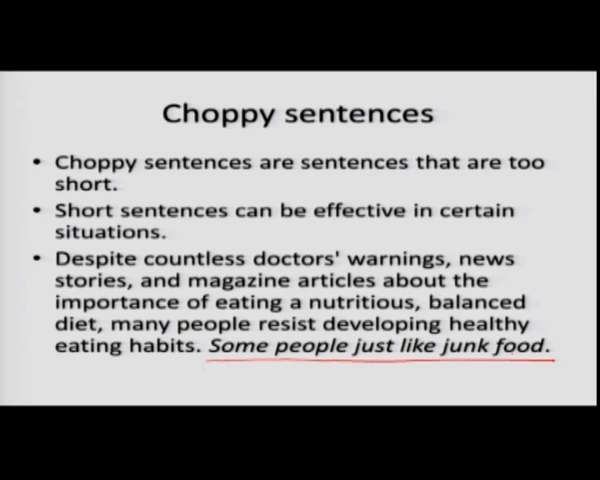 Choppy sentences
• Choppy sentences are sentences that are too
short.
• Short sentences can be effective in certain
situations.
• Despite countless doctors' warnings, news
stories, and magazine articles about the
importance of eating a nutritious, balanced
diet, many people resist developing healthy
eating habits. Some people just like junk food.